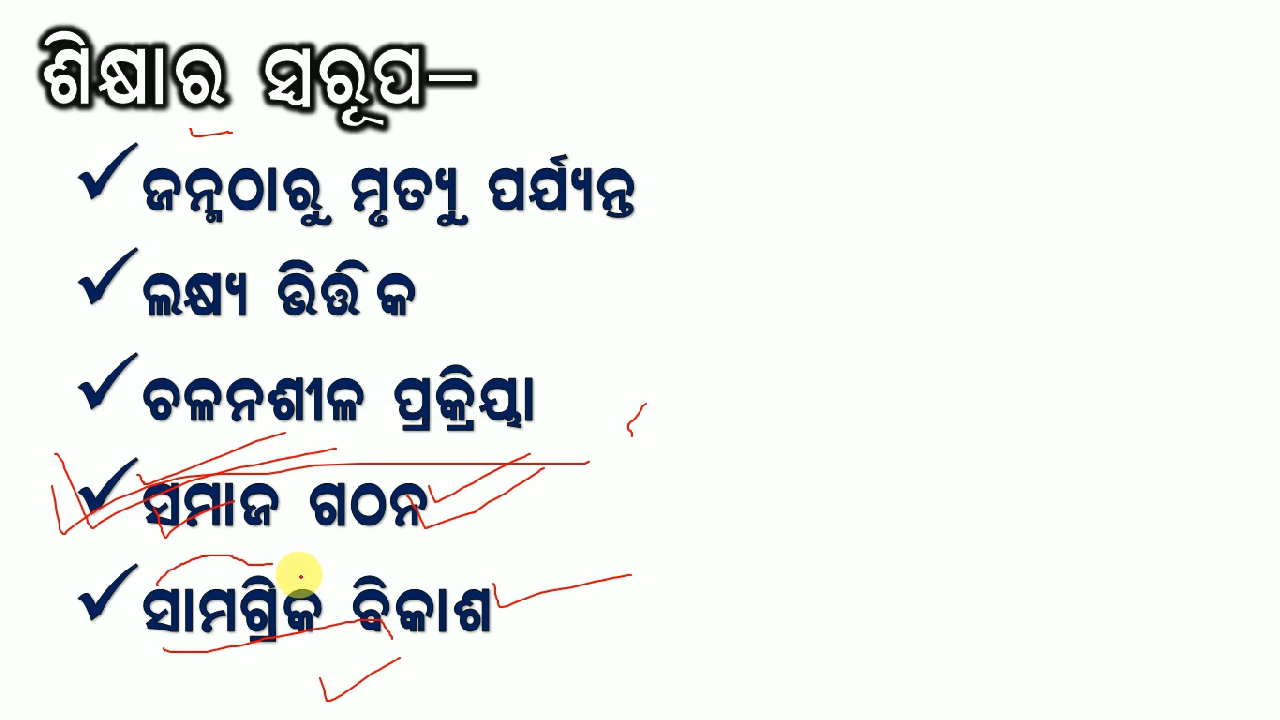 ଶିକ୍ଷାର ସ୍ୱରୂପ–
ଜନ୍ମଠାରୁ ମୃତ୍ୟୁ ପର୍ଯ୍ୟନ୍ତ
ଲକ୍ଷ୍ୟ ଭିତ୍ତିକ
ଚଳନଶୀଳ ପ୍ରକ୍ରିୟା
ସମାଜ ଗଠନ
ସାମଗ୍ରିକ ବିକାଶ